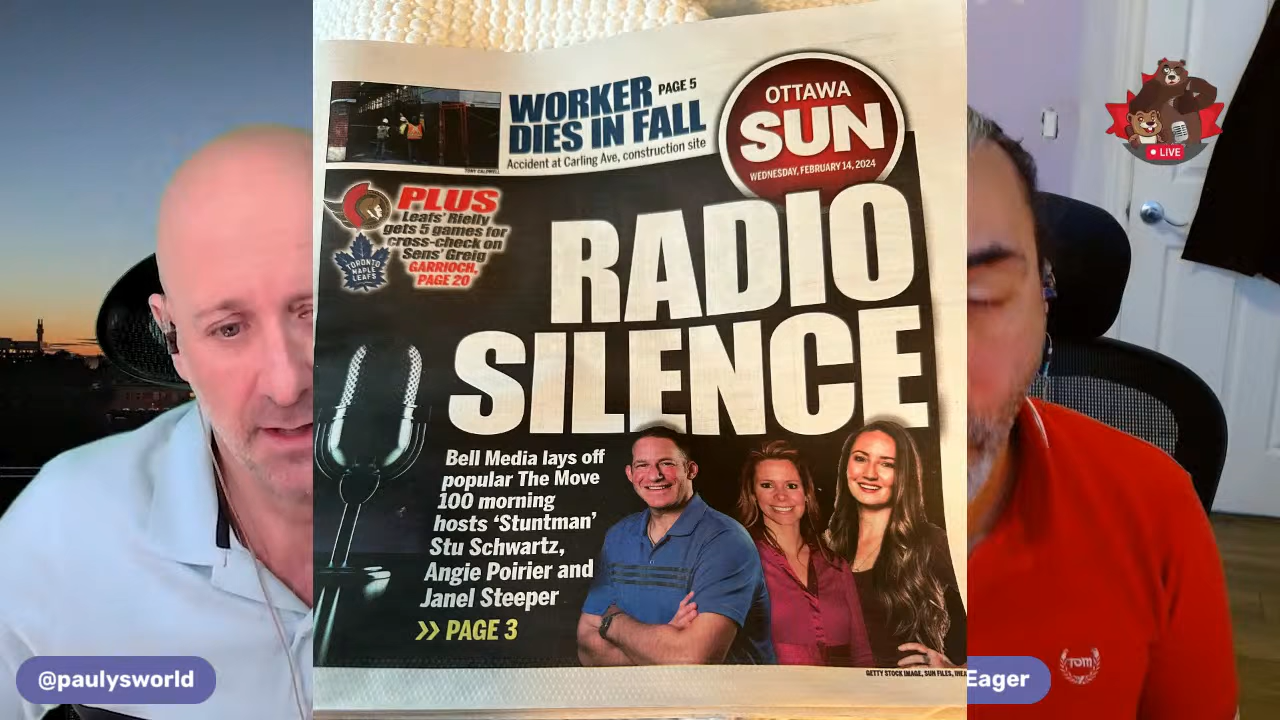 WORKER PAGE 5
DIES IN FALL
Accident at Carling Ave, construction site
TONY CALDWELL
OTTAWA
SUN
WEDNESDAY, FEBRUARY 14, 2024
PLUS
Leafs' Rielly
gets 5 games for
cross-check on
Sens' Greig
GARRIOCH,
PAGE 20
TORONTO
MAPLE
LEAFS
RADIO
SILENCE
Bell Media lays off
popular The Move
100 morning
hosts ‘Stuntman’
Stu Schwartz,
Angie Poirier and
Janel Steeper
>> PAGE 3
GETTY STOCK IMAGE, SUN FILES,
LIVE
TOM
@paulysworld
Eager